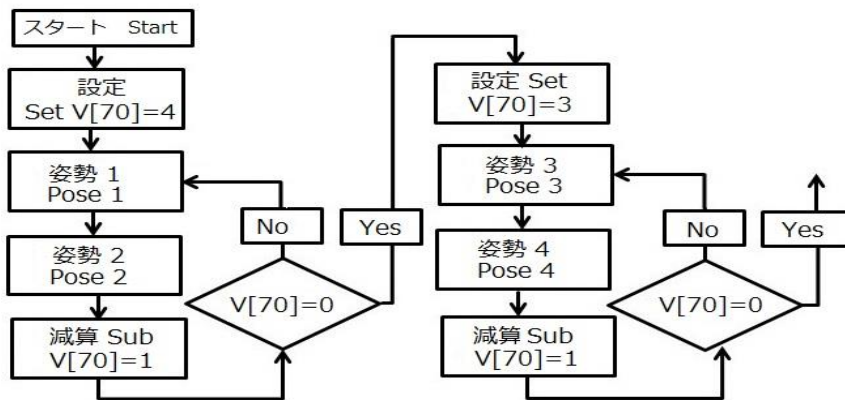 スタート Start
設定
Set V[70]=4
姿勢 1
Pose 1
姿勢 2
Pose 2
減算 Sub
V[70]=1
No
V[70]=0
Yes
設定 Set
V[70]=3
姿勢 3
Pose 3
姿勢 4
Pose 4
減算 Sub
V[70]=1
No
V[70]=0
Yes